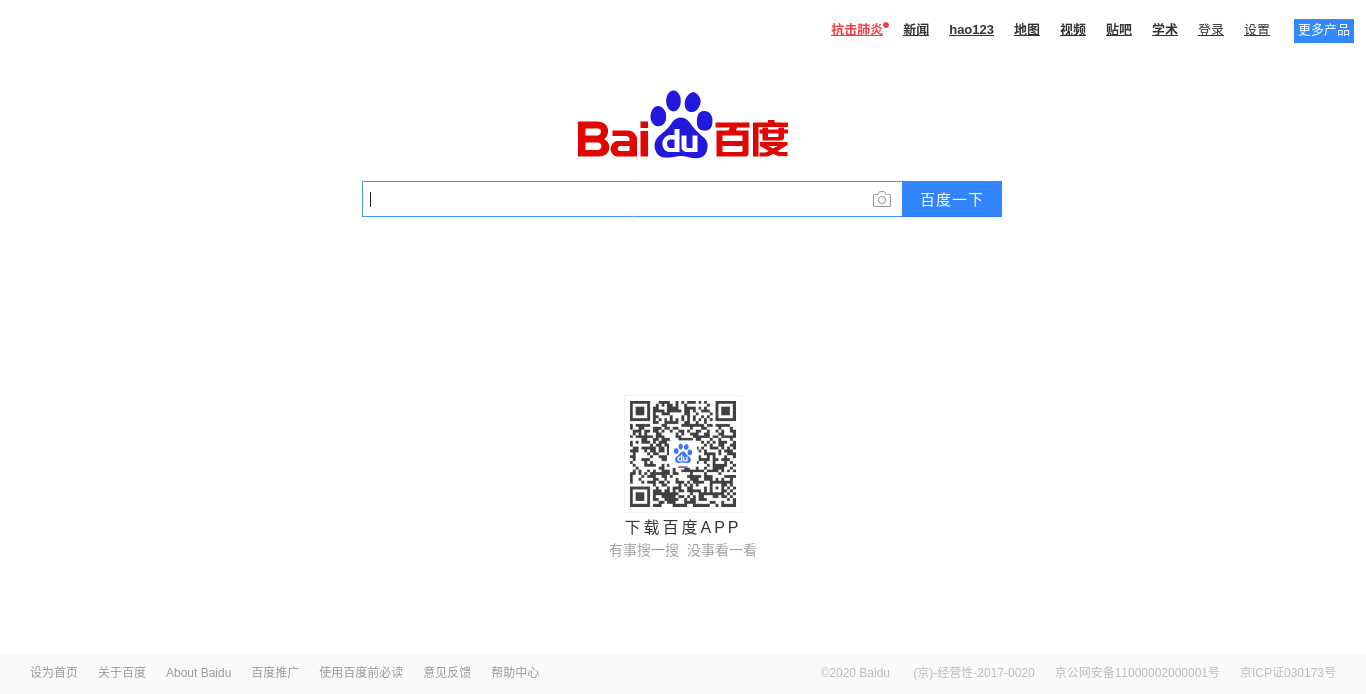 抗击肺炎 新闻 hao123 地图 视频 贴吧 学术 登录 设置 更多产品
Bai du 百度
百度一下
du
下载百度APP
有事搜一搜 没事看一看
设为首页 关于百度 About Baidu 百度推广 使用百度前必读 意见反馈 帮助中心 ©2020 Baidu (京)-经营性-2017-0020 京公网安备11000002000001号 京ICP证030173号